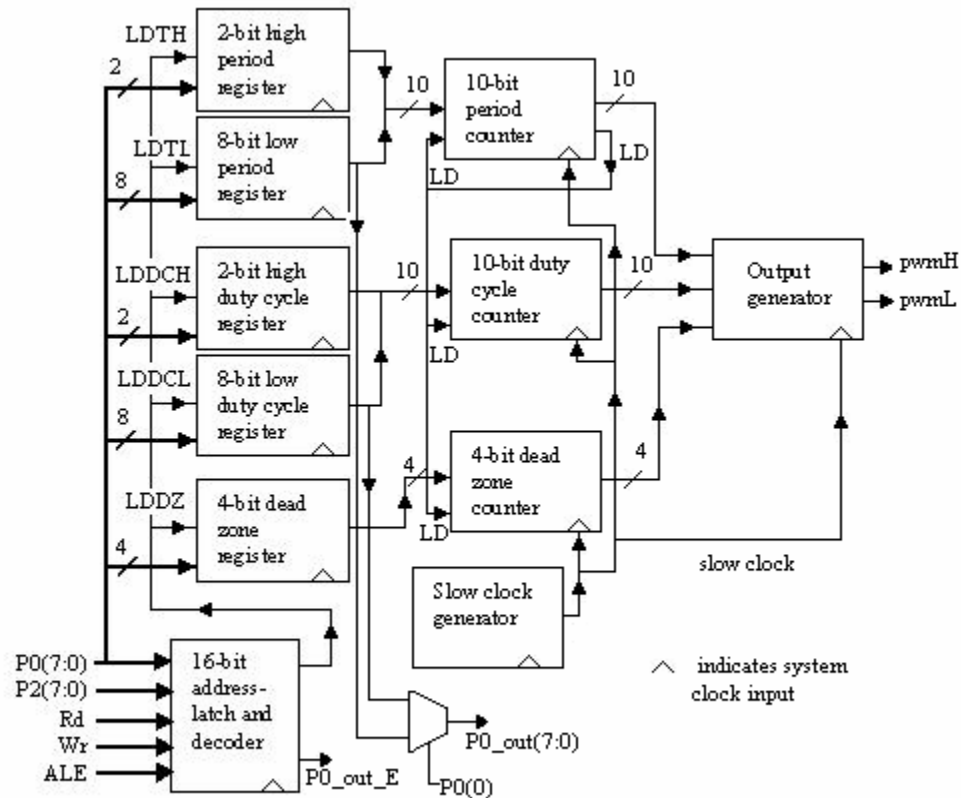 LDTH
2
2-bit high
period
register
LDTL
8
8-bit low
period
register
LDDCH
2
2-bit high
duty cycle
register
LDDCL
8
8-bit low
duty cycle
register
LDDZ
4
4-bit dead
zone
register
10
10-bit
period
counter
10
LD
LD
10
10-bit duty
cycle
counter
10
LD
4
4-bit dead
zone
counter
4
LD
Output
generator
pwmH
pwmL
slow clock
Slow clock
generator
indicates system
clock input
P0(7:0)
P2(7:0)
Rd
Wr
ALE
16-bit
address-
latch and
decoder
P0_out_E
P0_out(7:0)
P0(0)